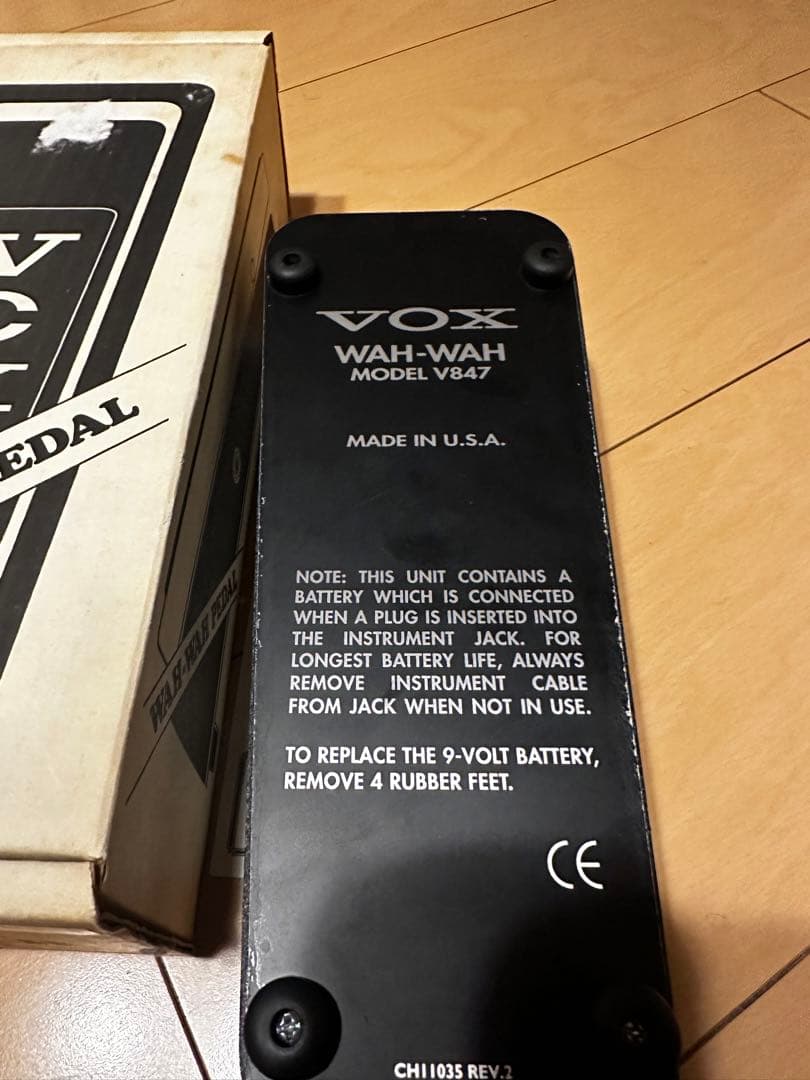 PEDAL
WAH-WAH PEDAL
VOX
WAH-WAH
MODEL V847
MADE IN U.S.A.
NOTE: THIS UNIT CONTAINS A
BATTERY WHICH IS CONNECTED
WHEN A PLUG IS INSERTED INTO
THE INSTRUMENT JACK. FOR
LONGEST BATTERY LIFE, ALWAYS
REMOVE INSTRUMENT CABLE
FROM JACK WHEN NOT IN USE.
TO REPLACE THE 9-VOLT BATTERY,
REMOVE 4 RUBBER FEET.
CE
CH11035 REV.2